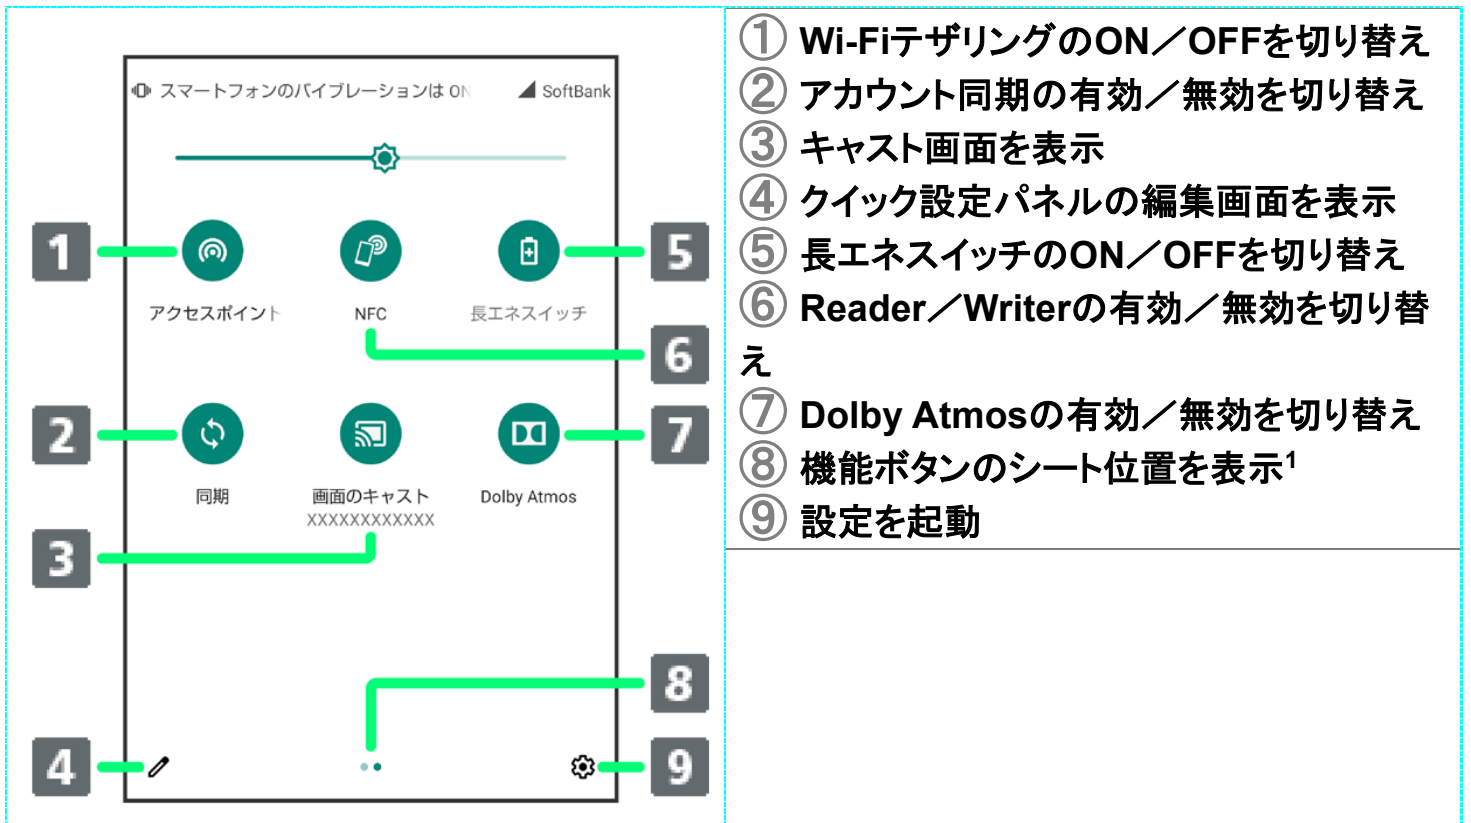 スマートフォンのバイブレーションは ON
SoftBank
1
5
アクセスポイント
NFC
長エネスイッチ
6
2
7
同期
画面のキャスト
Dolby Atmos
XXXXXXXXXXXX
3
8
4
9
① Wi-FiテザリングのON／OFFを切り替え
② アカウント同期の有効／無効を切り替え
③ キャスト画面を表示
④ クイック設定パネルの編集画面を表示
⑤ 長エネスイッチのON／OFFを切り替え
⑥ Reader／Writerの有効／無効を切り替
え
⑦ Dolby Atmosの有効／無効を切り替え
⑧ 機能ボタンのシート位置を表示1
⑨ 設定を起動